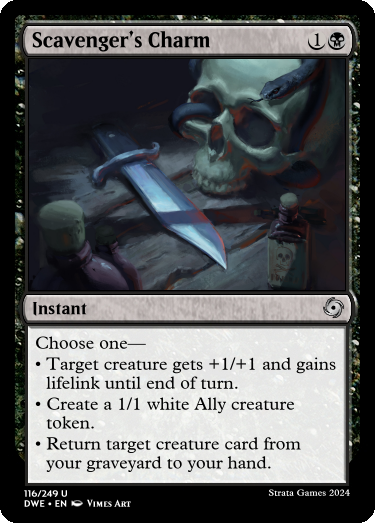 Scavenger's Charm 1
Instant
Choose one—
• Target creature gets +1/+1 and gains
lifelink until end of turn.
• Create a 1/1 white Ally creature
token.
• Return target creature card from
your graveyard to your hand.
116/249 U
Strata Games 2024
DWE • EN Vimes Art